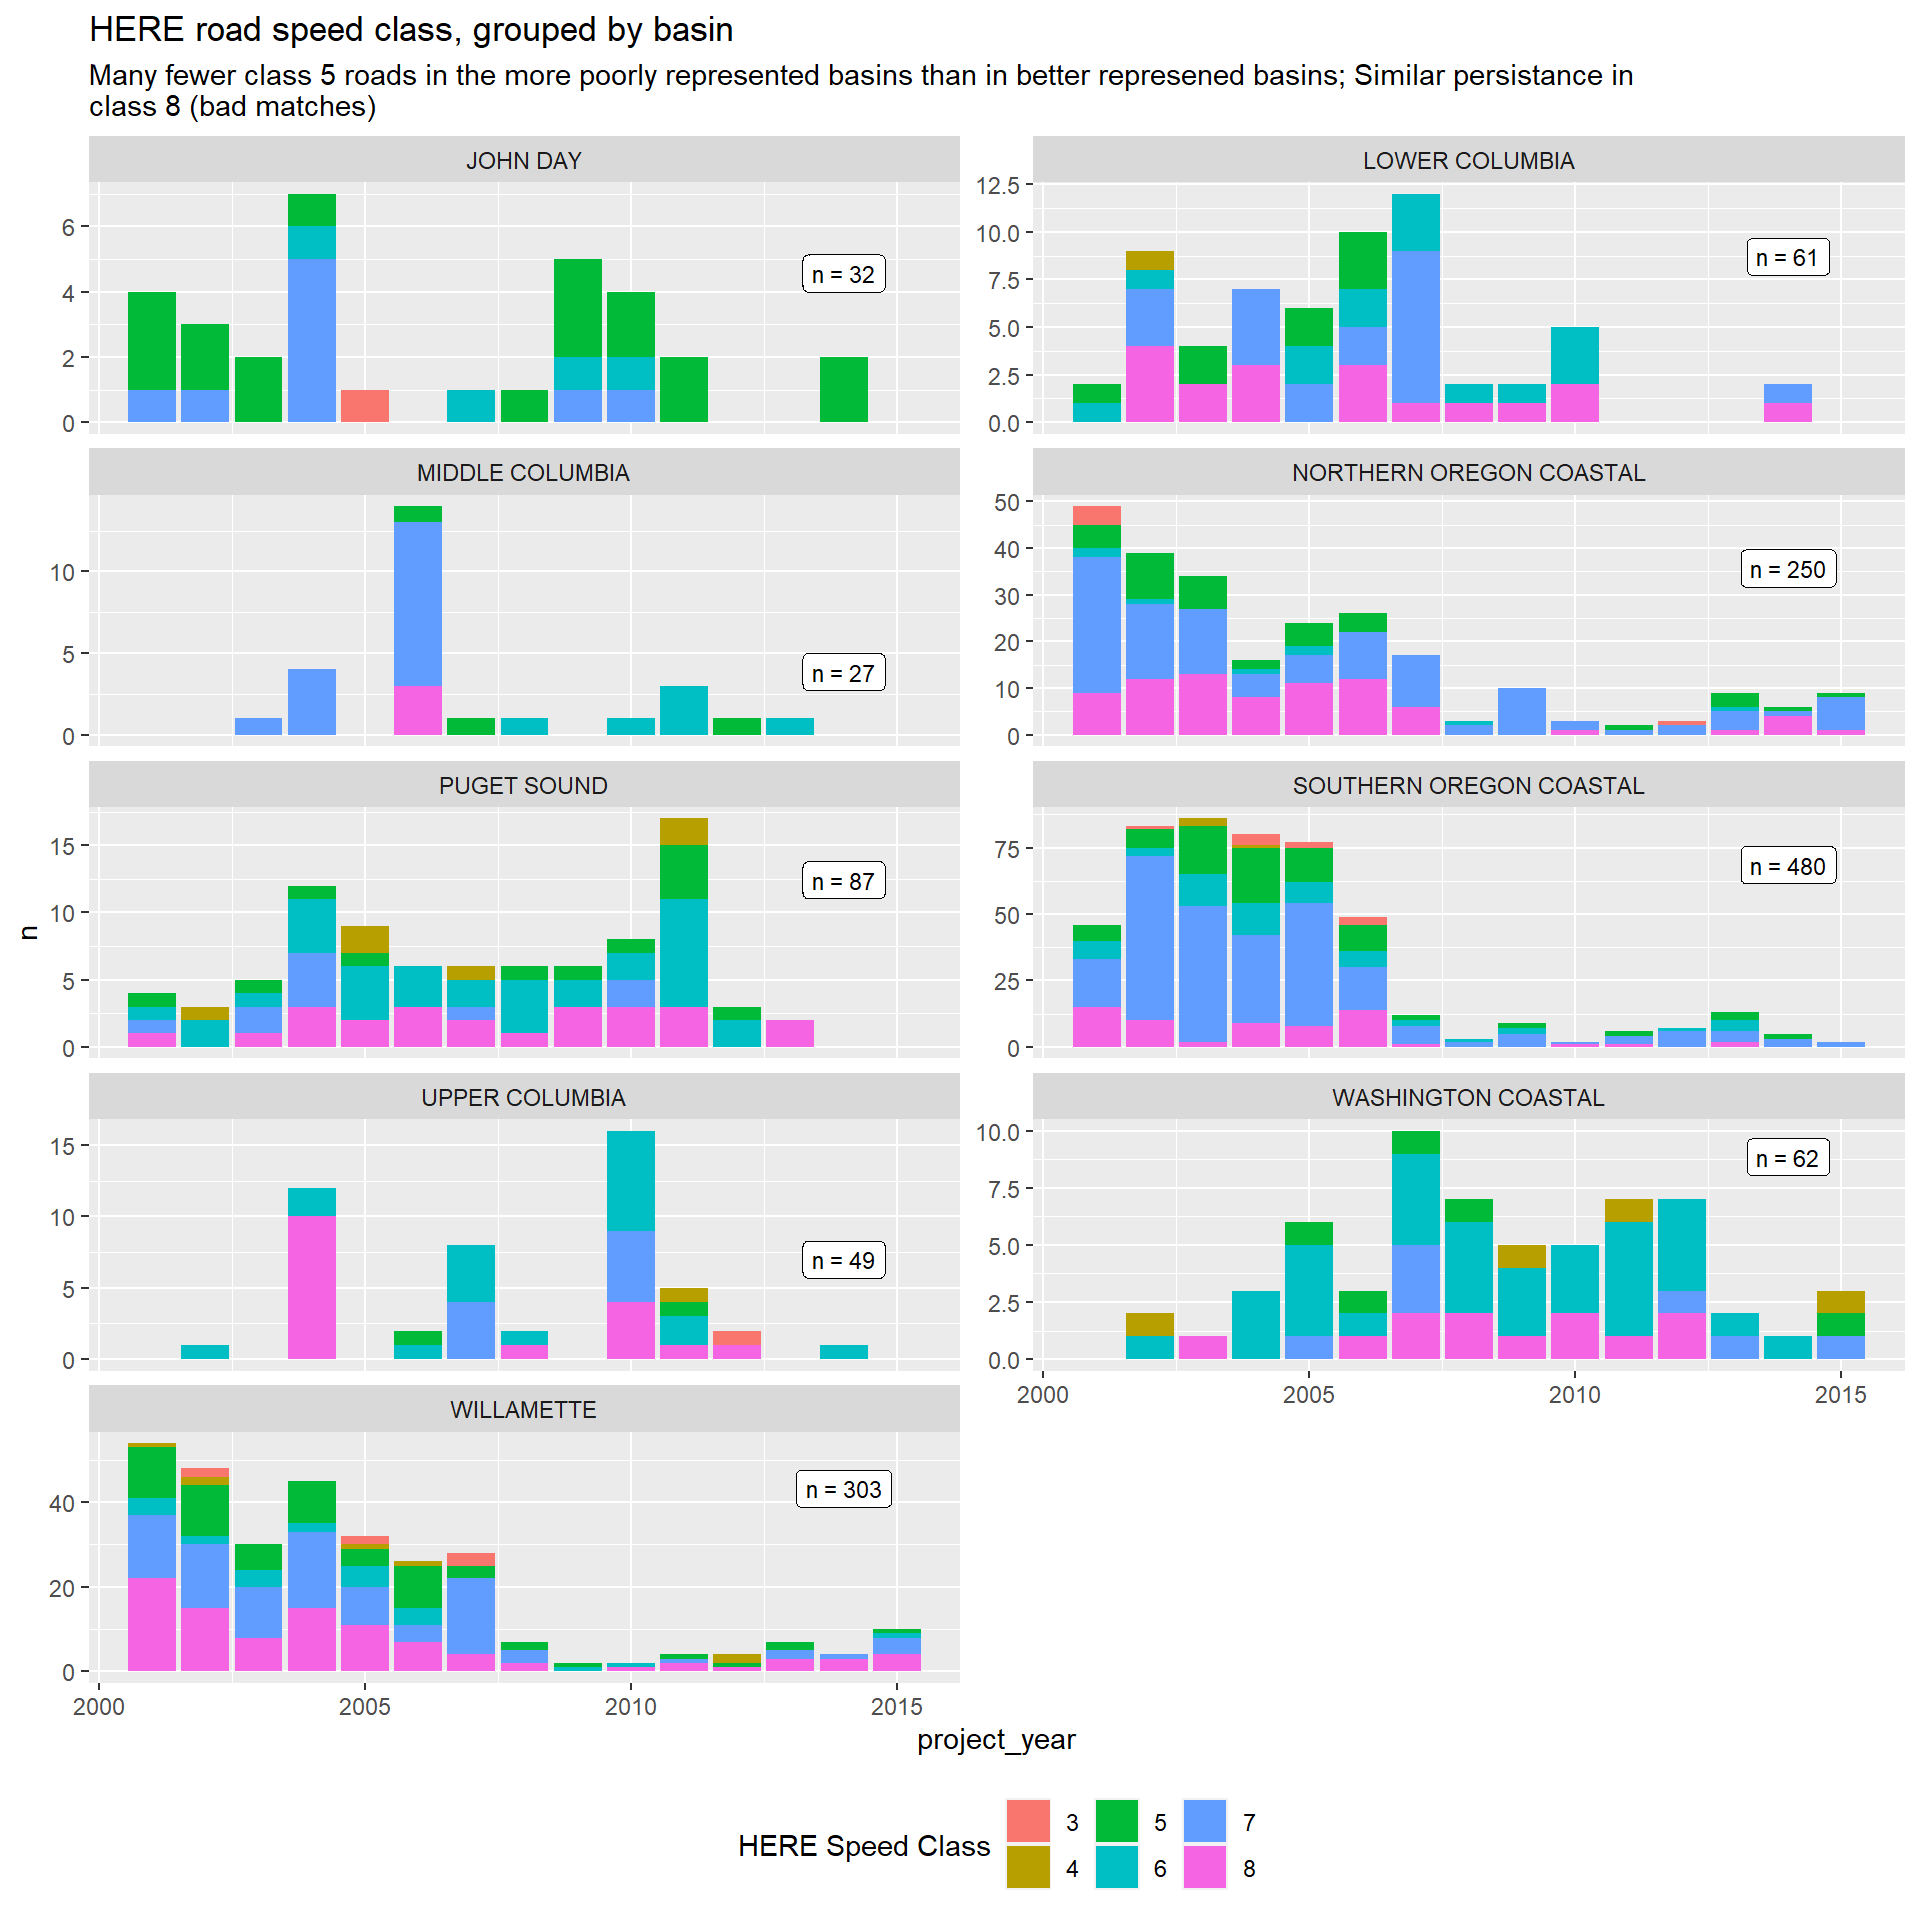 HERE road speed class, grouped by basin
Many fewer class 5 roads in the more poorly represented basins than in better represened basins; Similar persistance in
class 8 (bad matches)
JOHN DAY
6
4
2
0
n = 32
LOWER COLUMBIA
12.5
10.0
7.5
5.0
2.5
0.0
n = 61
MIDDLE COLUMBIA
10
5
0
n = 27
NORTHERN OREGON COASTAL
50
40
30
20
10
0
n = 250
n
PUGET SOUND
15
10
5
0
n = 87
SOUTHERN OREGON COASTAL
75
50
25
0
n = 480
UPPER COLUMBIA
15
10
5
0
n = 49
WASHINGTON COASTAL
10.0
7.5
5.0
2.5
0.0
n = 62
2000 2005 2010 2015
WILLAMETTE
40
20
0
n = 303
2000 2005 2010 2015
project_year
HERE Speed Class
3 5 7
4 6 8